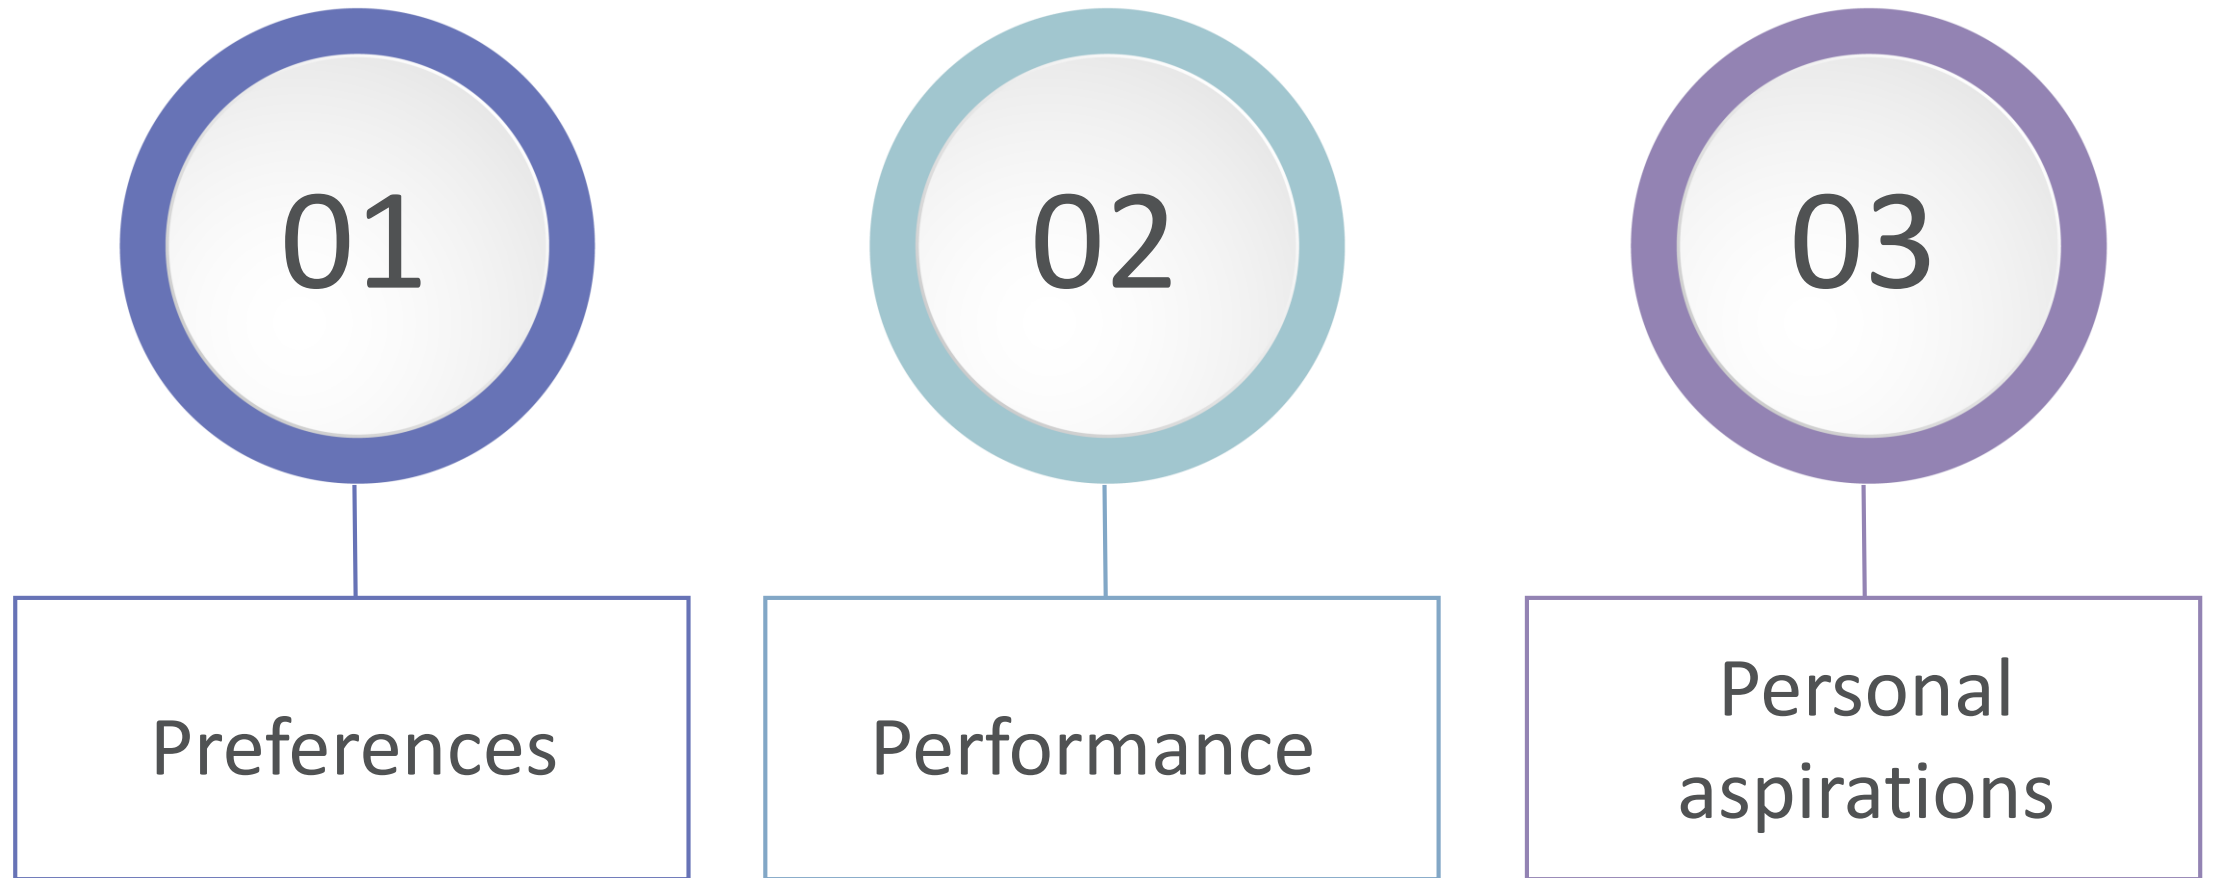 01
Preferences
02
Performance
03
Personal
aspirations